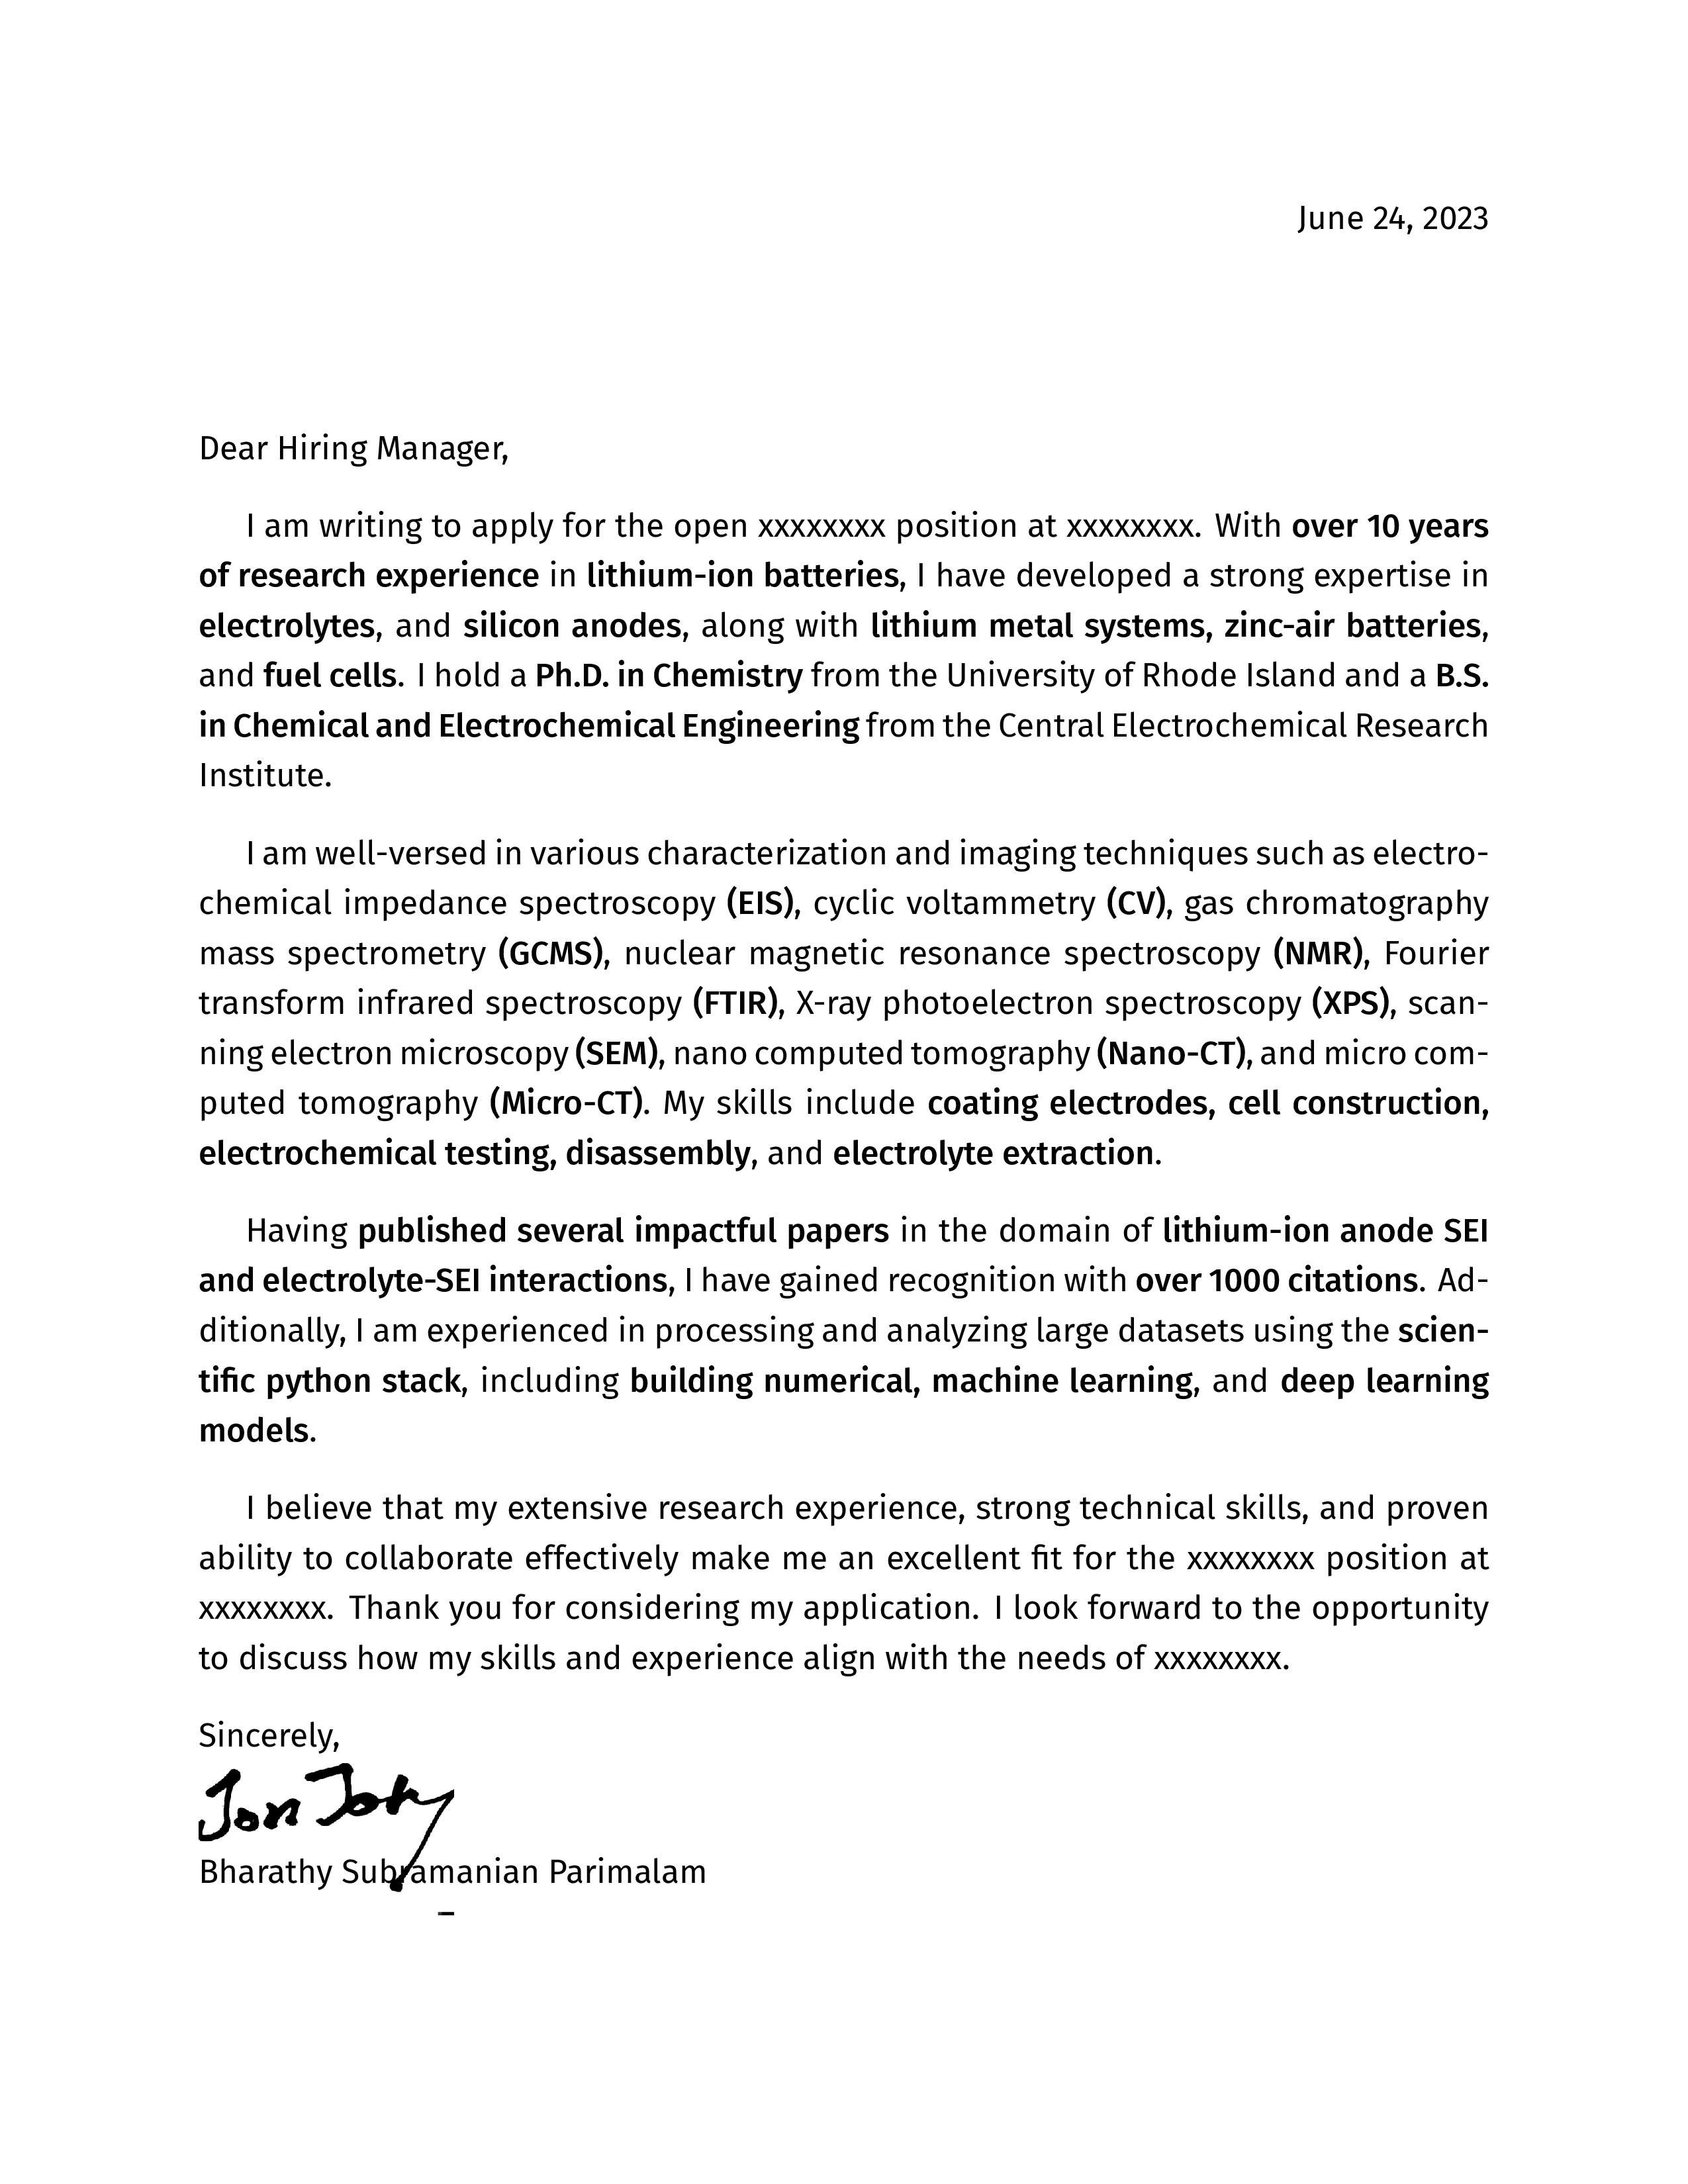 June 24, 2023
Dear Hiring Manager,
I am writing to apply for the open xxxxxxxx position at xxxxxxxx. With over 10 years
of research experience in lithium-ion batteries, I have developed a strong expertise in
electrolytes, and silicon anodes, along with lithium metal systems, zinc-air batteries,
and fuel cells. I hold a Ph.D. in Chemistry from the University of Rhode Island and a B.S.
in Chemical and Electrochemical Engineering from the Central Electrochemical Research
Institute.
I am well-versed in various characterization and imaging techniques such as electro-
chemical impedance spectroscopy (EIS), cyclic voltammetry (CV), gas chromatography
mass spectrometry (GCMS), nuclear magnetic resonance spectroscopy (NMR), Fourier
transform infrared spectroscopy (FTIR), X-ray photoelectron spectroscopy (XPS), scan-
ning electron microscopy (SEM), nano computed tomography (Nano-CT), and micro com-
puted tomography (Micro-CT). My skills include coating electrodes, cell construction,
electrochemical testing, disassembly, and electrolyte extraction.
Having published several impactful papers in the domain of lithium-ion anode SEI
and electrolyte-SEI interactions, I have gained recognition with over 1000 citations. Ad-
ditionally, I am experienced in processing and analyzing large datasets using the scien-
tific python stack, including building numerical, machine learning, and deep learning
models.
I believe that my extensive research experience, strong technical skills, and proven
ability to collaborate effectively make me an excellent fit for the xxxxxxxx position at
xxxxxxxx. Thank you for considering my application. I look forward to the opportunity
to discuss how my skills and experience align with the needs of xxxxxxxx.
Sincerely,
Bharathy Subramanian Parimalam